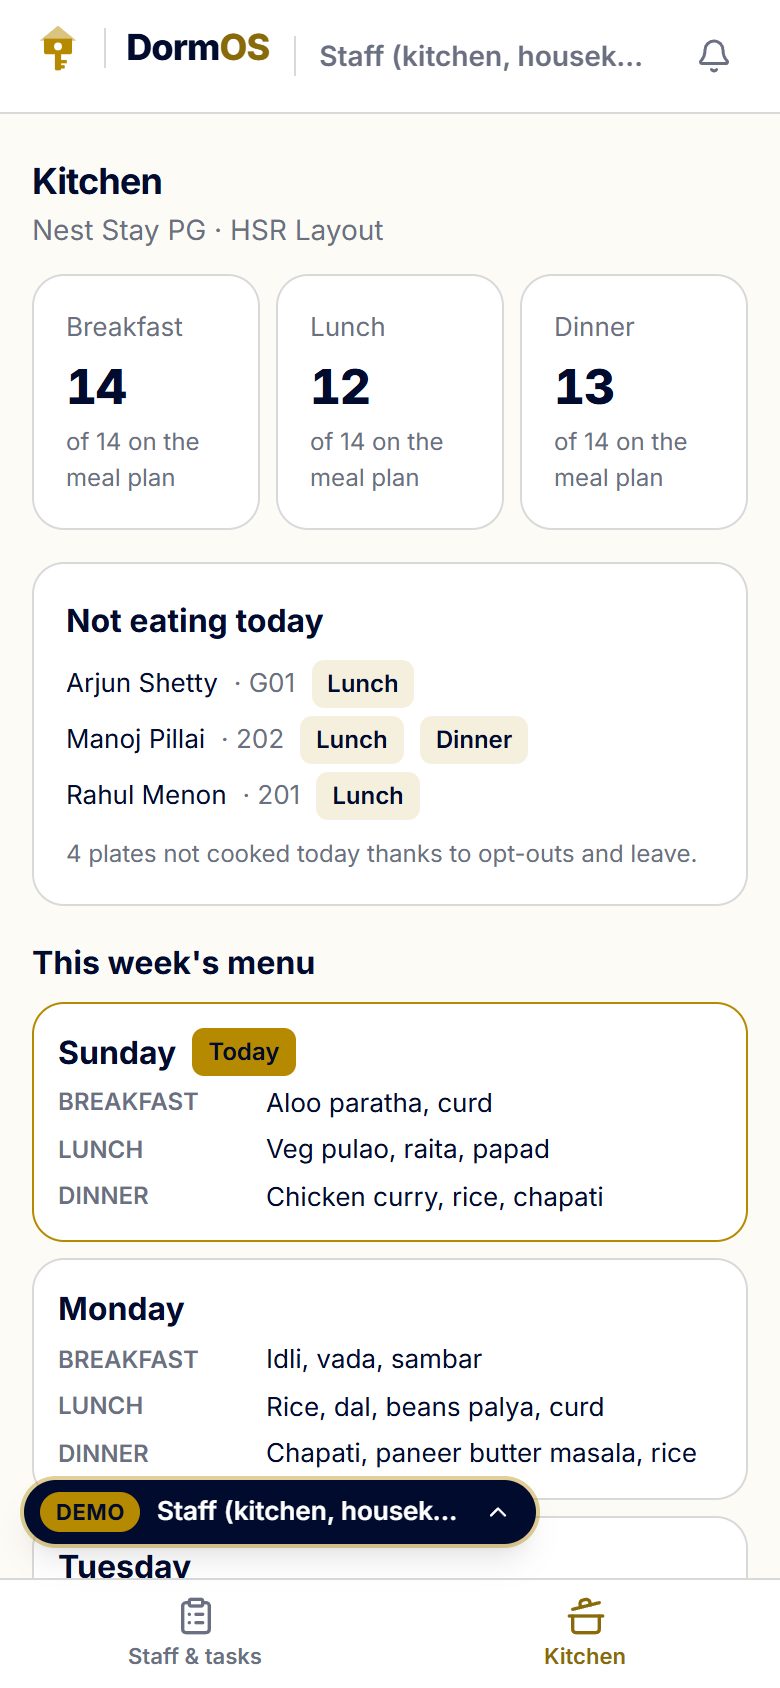 DormOS
Staff (kitchen, housek...
Kitchen
Nest Stay PG · HSR Layout
Breakfast
14
of 14 on the
meal plan
Lunch
12
of 14 on the
meal plan
Dinner
13
of 14 on the
meal plan
Not eating today
Arjun Shetty · G01 Lunch
Manoj Pillai · 202 Lunch Dinner
Rahul Menon · 201 Lunch
4 plates not cooked today thanks to opt-outs and leave.
This week's menu
Sunday Today
BREAKFAST Aloo paratha, curd
LUNCH Veg pulao, raita, papad
DINNER Chicken curry, rice, chapati
Monday
BREAKFAST Idli, vada, sambar
LUNCH Rice, dal, beans palya, curd
DINNER Chapati, paneer butter masala, rice
DEMO Staff (kitchen, housek...
Tuesday
Staff & tasks
Kitchen